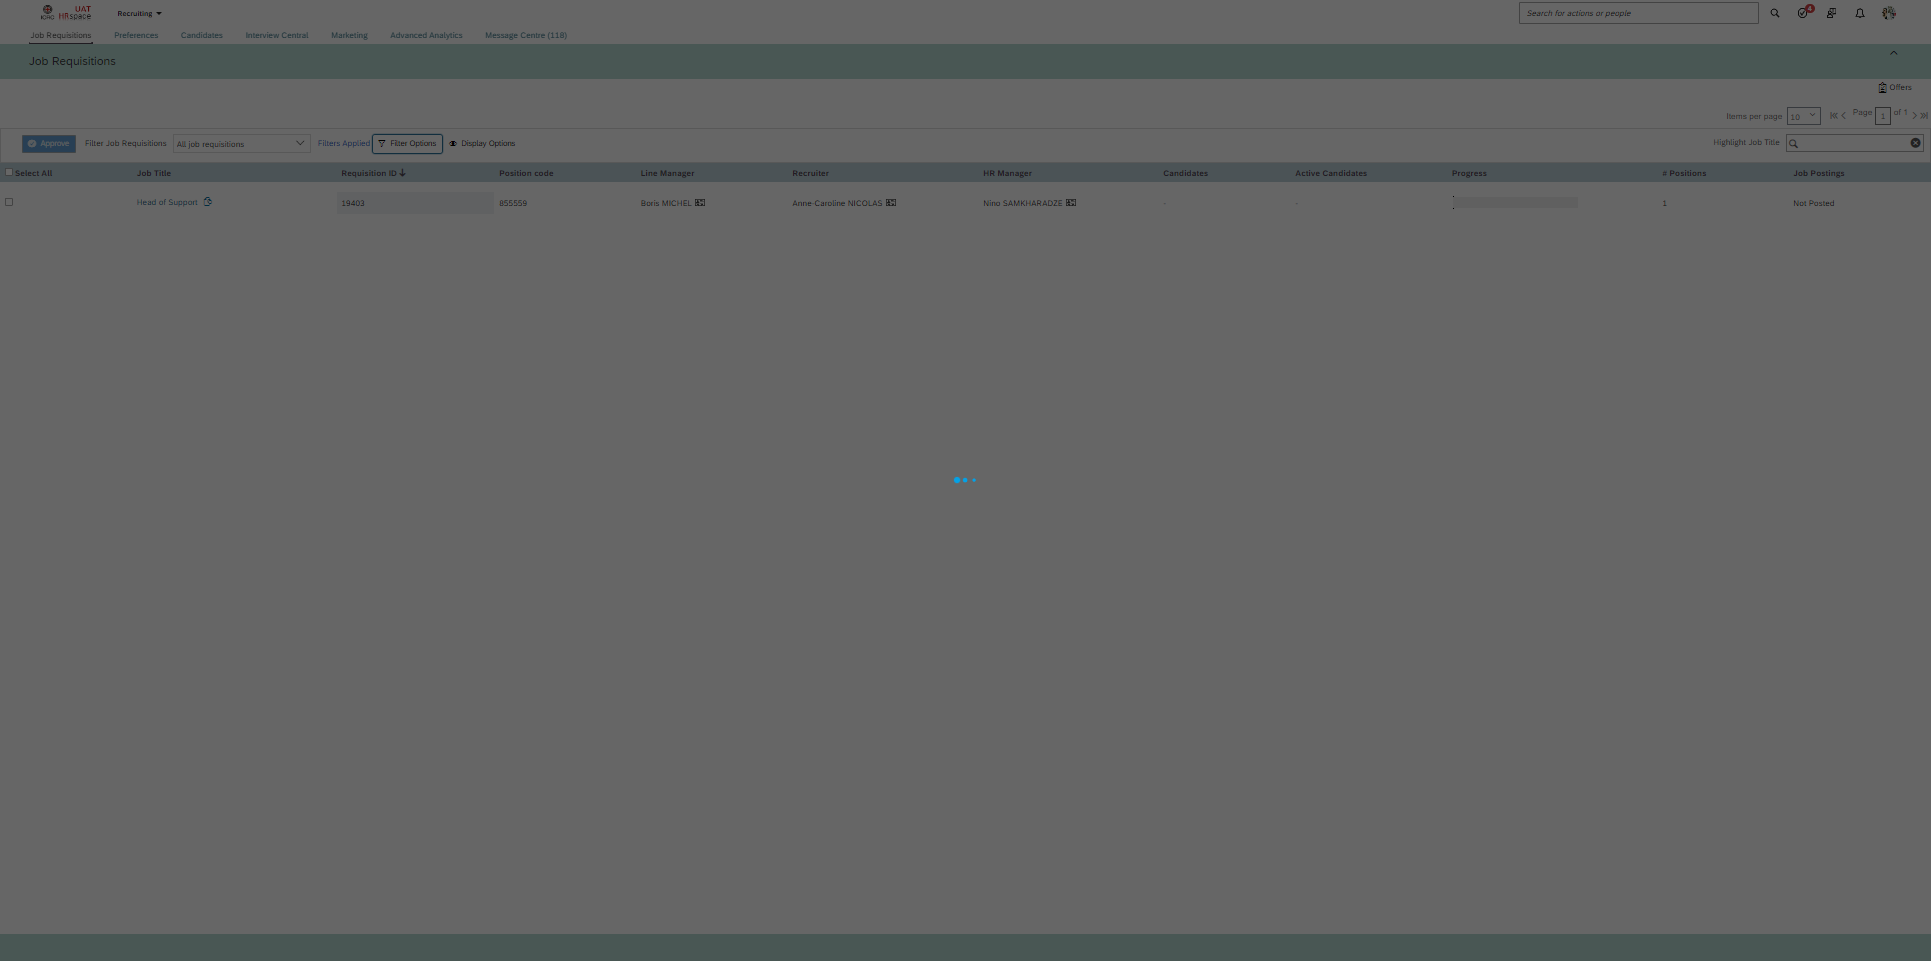 UAT
ICRC HRspace
Recruiting
Search for actions or people
4
Job Requisitions Preferences Candidates Interview Central Marketing Advanced Analytics Message Centre (118)
Job Requisitions
Offers
Items per page 10 Page 1 of 1
Approve Filter Job Requisitions All job requisitions Filters Applied Filter Options Display Options Highlight Job Title
Select All Job Title Requisition ID Position code Line Manager Recruiter HR Manager Candidates Active Candidates Progress # Positions Job Postings
Head of Support 19403 855559 Boris MICHEL Anne-Caroline NICOLAS Nino SAMKHARADZE - - 1 Not Posted